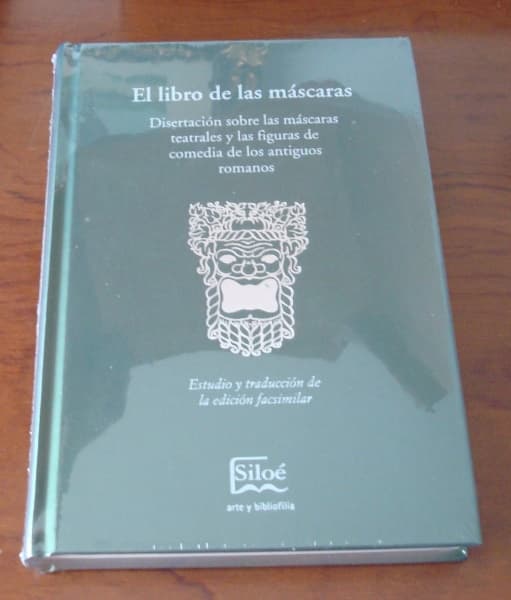 El libro de las máscaras
Disertación sobre las máscaras
teatrales y las figuras de
comedia de los antiguos
romanos
Estudio y traducción de
la edición facsimilar
Siloé
arte y bibliofilia